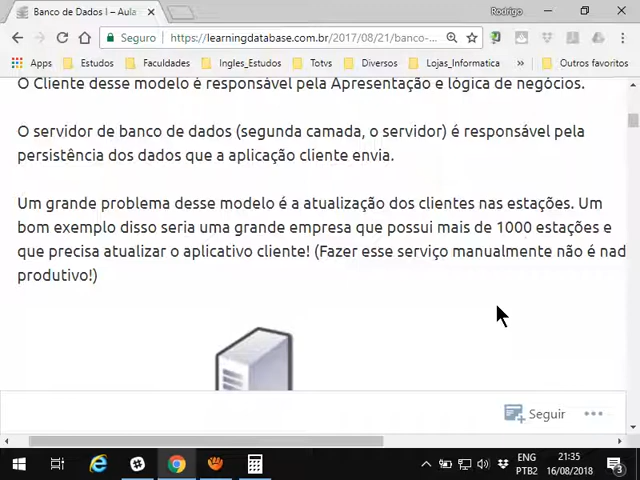 Banco de Dados I – Aula
Rodrigo
Seguro
https://learningdatabase.com.br/2017/08/21/banco-...
Apps
Estudos
Faculdades
Ingles_Estudos
Totvs
Diversos
Lojas_Informatica
»
Outros favoritos
O Cliente desse modelo é responsável pela Apresentação e lógica de negócios.
O servidor de banco de dados (segunda camada, o servidor) é responsável pela
persistência dos dados que a aplicação cliente envia.
Um grande problema desse modelo é a atualização dos clientes nas estações. Um
bom exemplo disso seria uma grande empresa que possui mais de 1000 estações e
que precisa atualizar o aplicativo cliente! (Fazer esse serviço manualmente não é nad
produtivo!)
Seguir
ENG
21:35
PTB2
16/08/2018
3